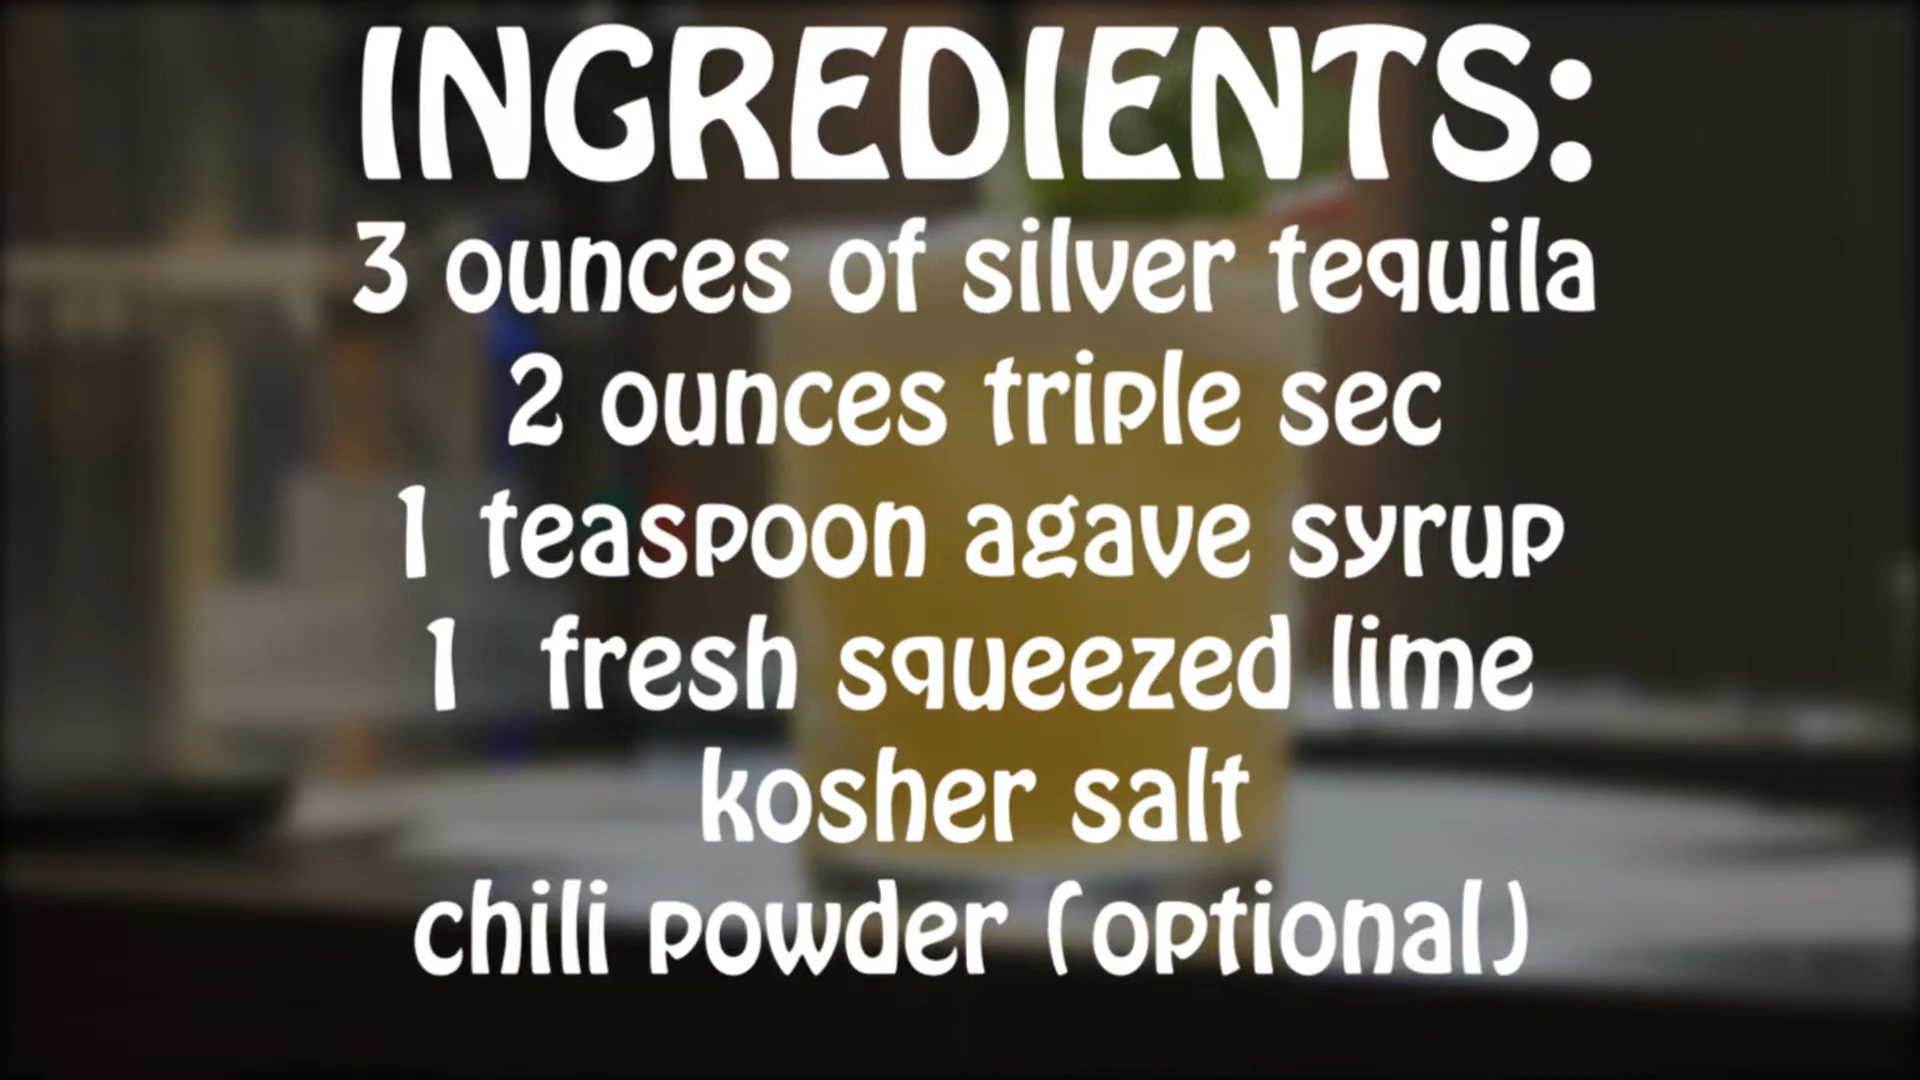 INGREDIENTS:
3 ounces of silver tequila
2 ounces triple sec
1 teaspoon agave syrup
1 fresh squeezed lime
kosher salt
chili powder (optional)